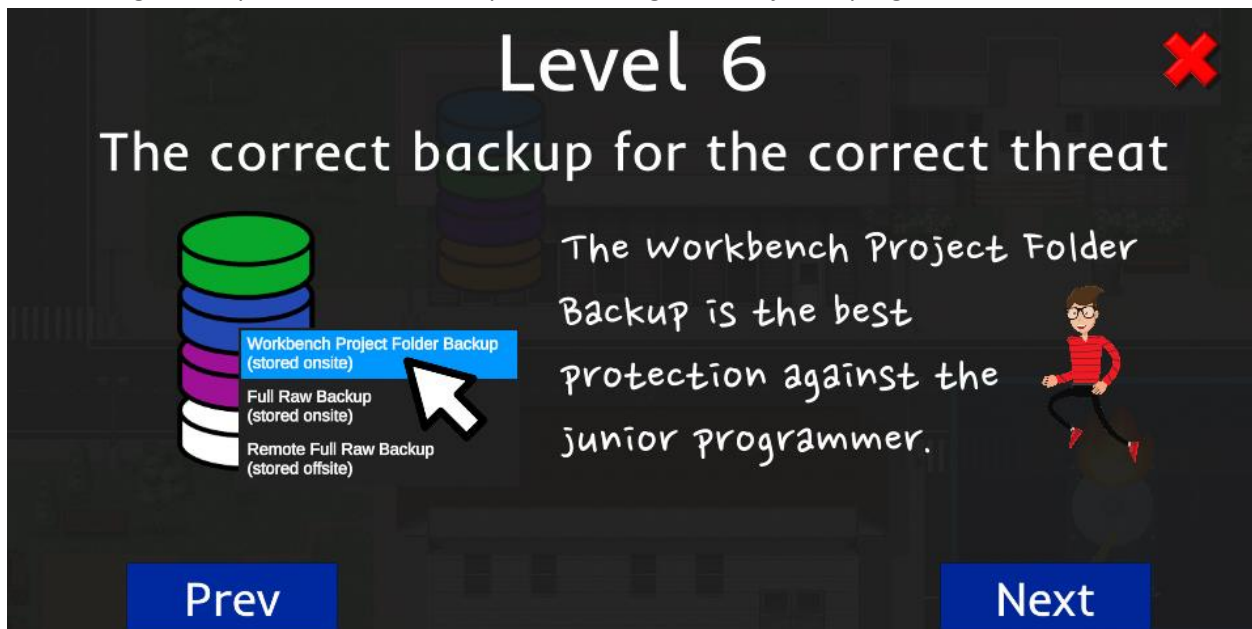 Level 6
The correct backup for the correct threat
Workbench Project Folder Backup
(stored onsite)
Full Raw Backup
(stored onsite)
Remote Full Raw Backup
(stored offsite)
The Workbench Project Folder
Backup is the best
protection against the
junior programmer.
Prev
Next